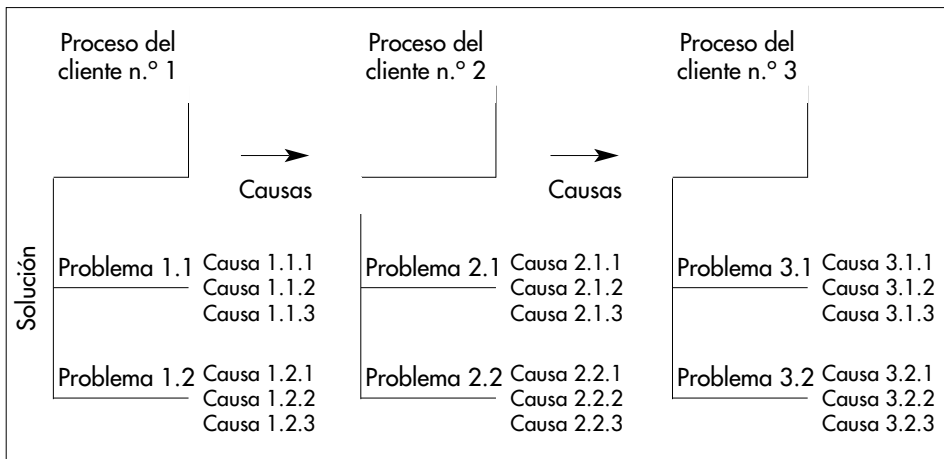 Proceso del
cliente n.º 1
Proceso del
cliente n.º 2
Proceso del
cliente n.º 3
Causas
Causas
Solución
Problema 1.1
Causa 1.1.1
Causa 1.1.2
Causa 1.1.3
Problema 2.1
Causa 2.1.1
Causa 2.1.2
Causa 2.1.3
Problema 3.1
Causa 3.1.1
Causa 3.1.2
Causa 3.1.3
Problema 1.2
Causa 1.2.1
Causa 1.2.2
Causa 1.2.3
Problema 2.2
Causa 2.2.1
Causa 2.2.2
Causa 2.2.3
Problema 3.2
Causa 3.2.1
Causa 3.2.2
Causa 3.2.3